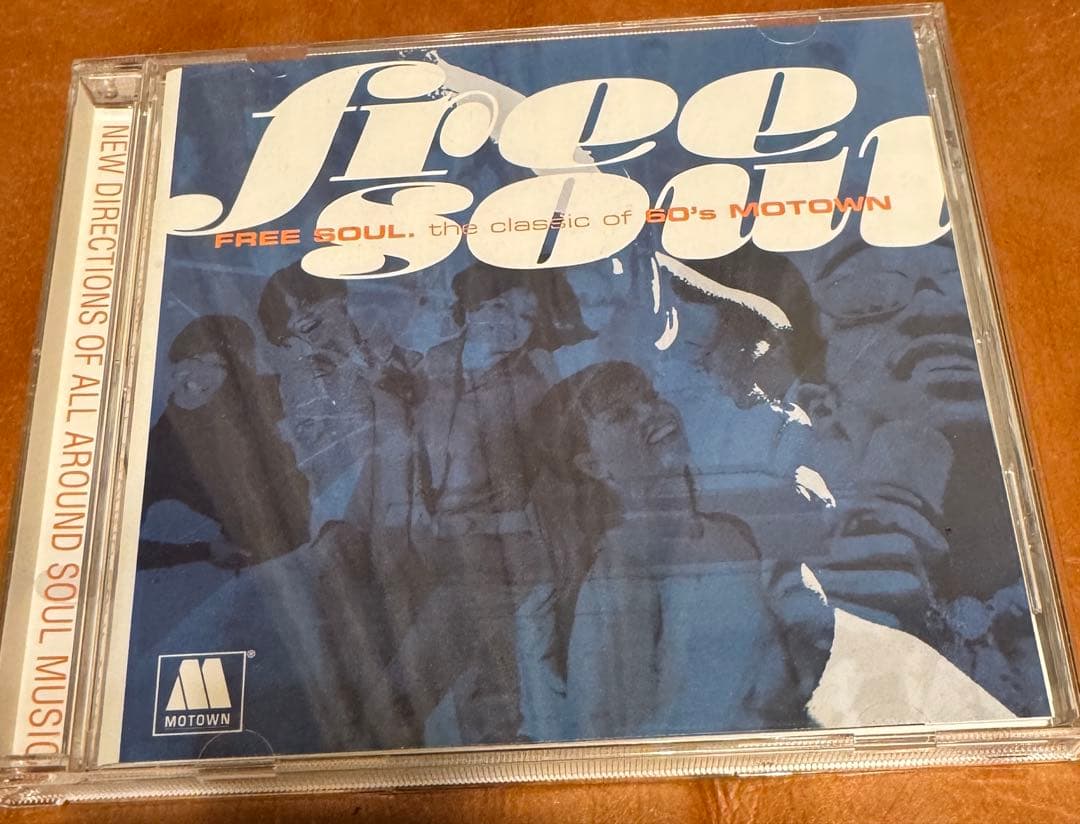 free
soul
FREE SOUL. the classic of 60's MOTOWN
NEW DIRECTIONS OF ALL AROUND SOUL MUSIC
MOTOWN
®